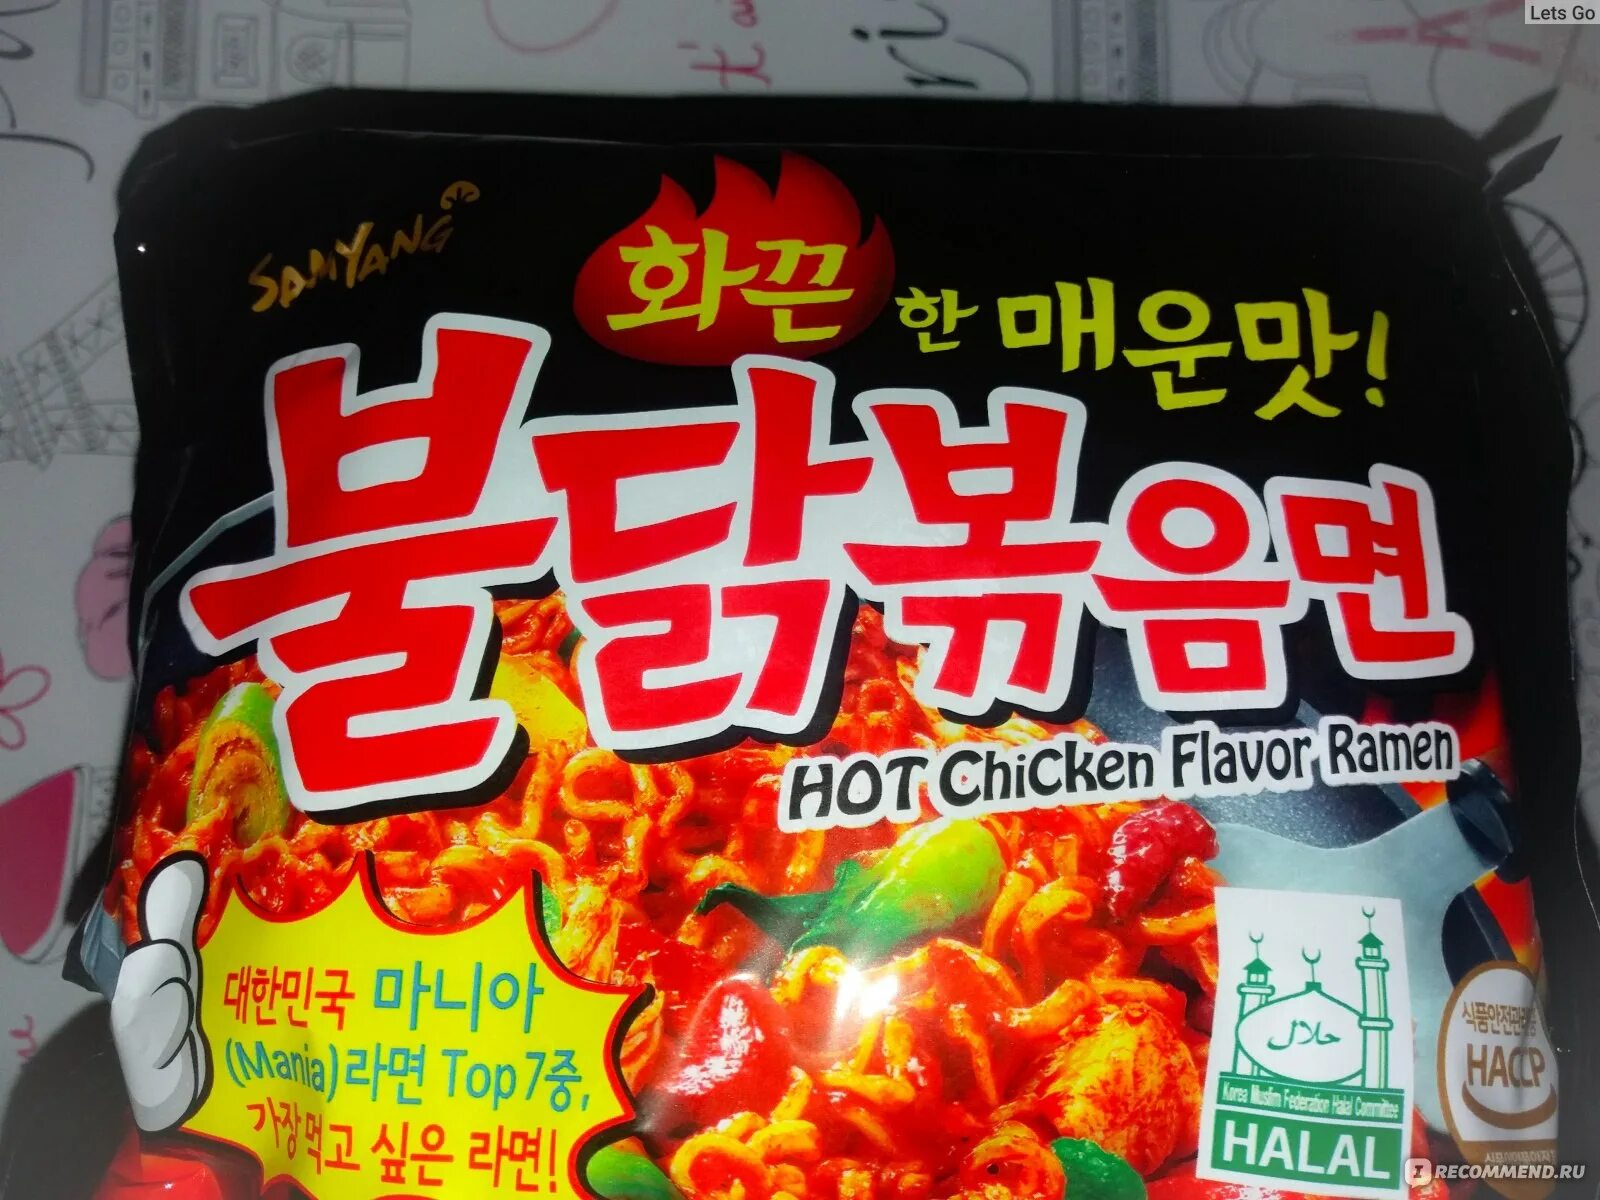 Lets Go
t'ai
SAMYANG
화끈한 매운맛!
불닭볶음면
HOT Chicken Flavor Ramen
대한민국 마니아
(Mania)라면 Top7중,
가장 먹고 싶은 라면!
حلال
Korea Muslim Federation Halal Committee
HALAL
HACCP
IRECOMMEND.RU